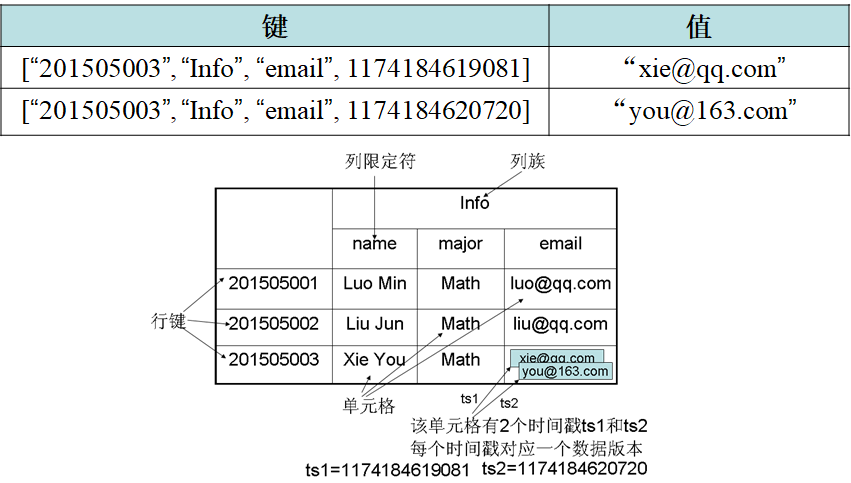 键 值
[“201505003”, “Info”, “email”, 1174184619081] “xie@qq.com”
[“201505003”, “Info”, “email”, 1174184620720] “you@163.com”
列限定符 列族
Info
name major email
201505001 Luo Min Math luo@qq.com
行键
201505002 Liu Jun Math liu@qq.com
201505003 Xie You Math xie@qq.com
you@163.com
单元格 ts1 ts2
该单元格有2个时间戳ts1和ts2
每个时间戳对应一个数据版本
ts1=1174184619081 ts2=1174184620720